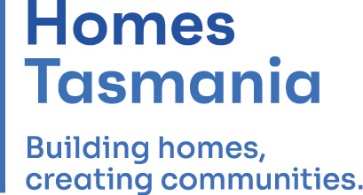 Homes
Tasmania
Building homes,
creating communities.